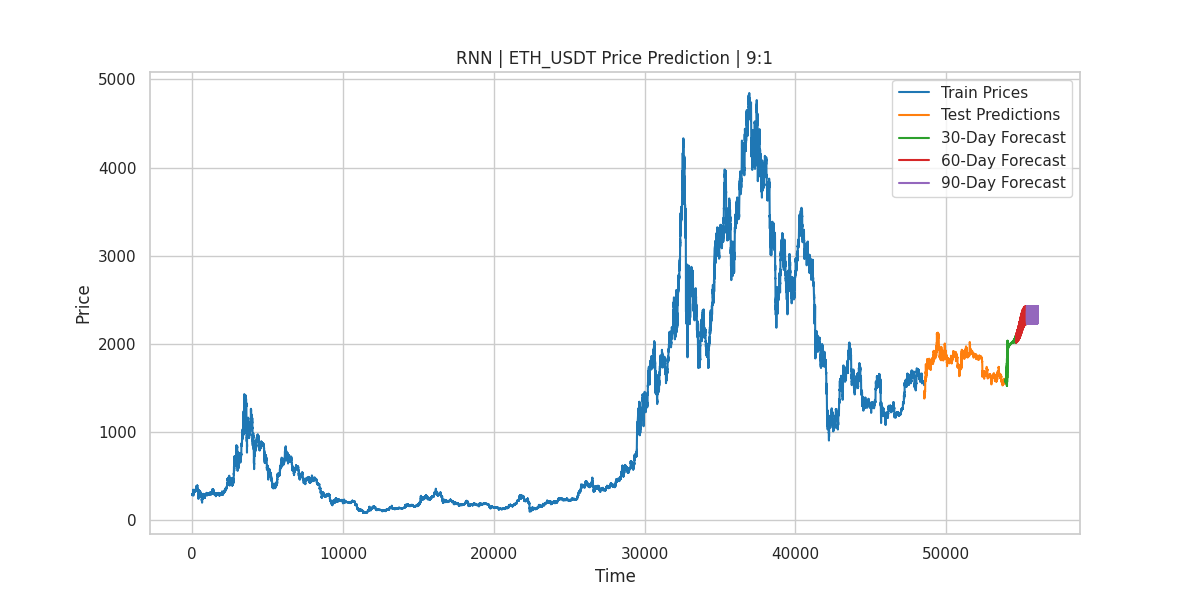 RNN | ETH_USDT Price Prediction | 9:1
Train Prices
Test Predictions
30-Day Forecast
60-Day Forecast
90-Day Forecast
Price
5000
4000
3000
2000
1000
0
0 10000 20000 30000 40000 50000
Time